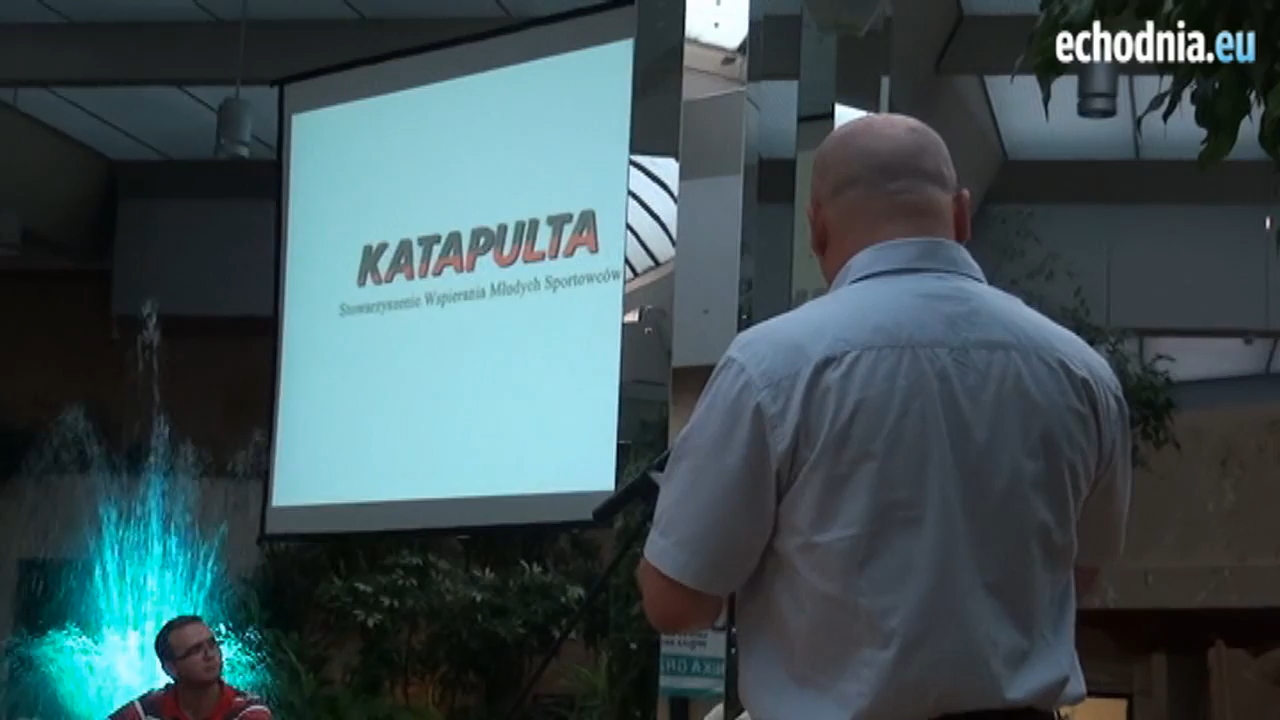 echodnia.eu
KATAPULTA
Stowarzyszenie Wspierania Młodych Sportowców